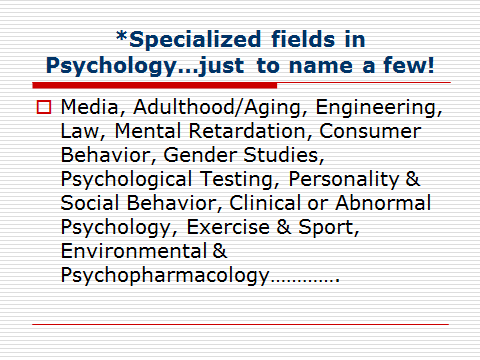 *Specialized fields in
Psychology…just to name a few!
Media, Adulthood/Aging, Engineering,
Law, Mental Retardation, Consumer
Behavior, Gender Studies,
Psychological Testing, Personality &
Social Behavior, Clinical or Abnormal
Psychology, Exercise & Sport,
Environmental &
Psychopharmacology………….